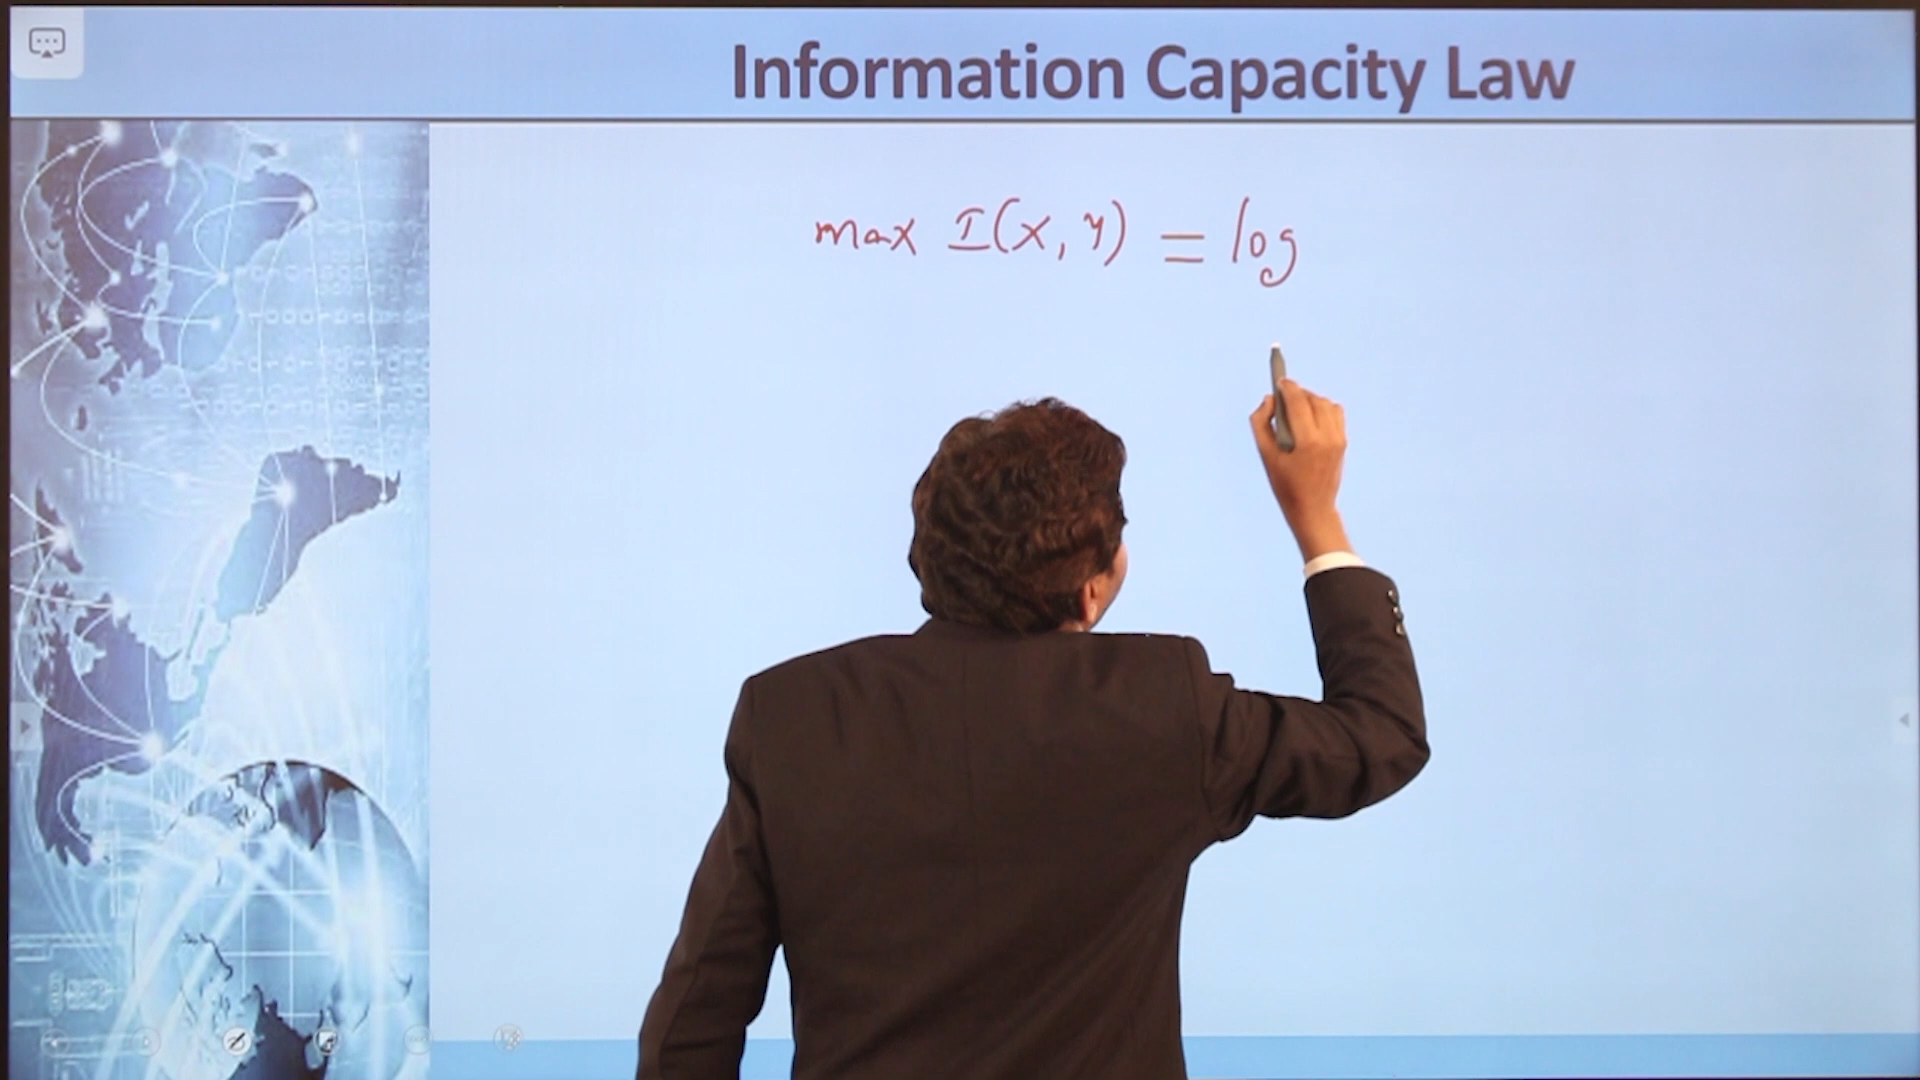 Information Capacity Law
max I(x, y) = log